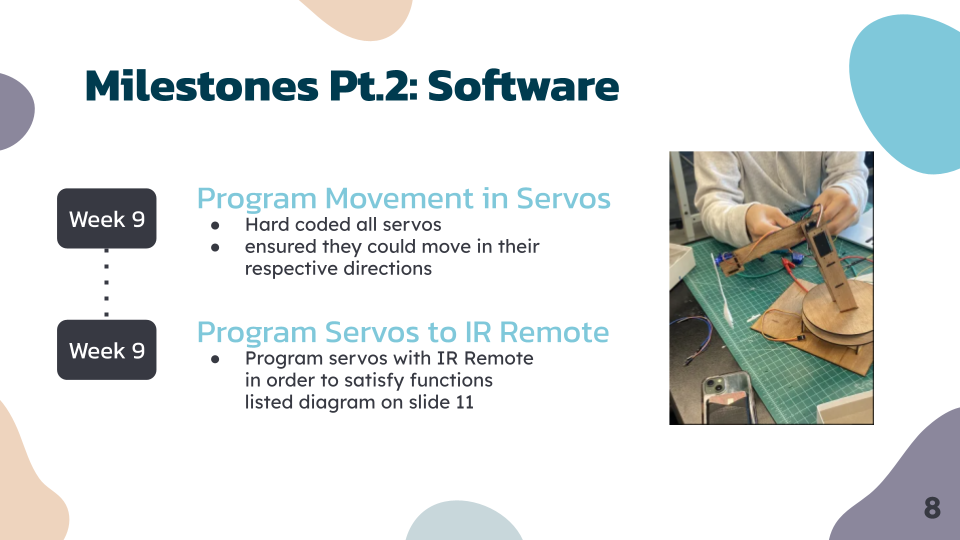 Milestones Pt.2: Software
Week 9
Program Movement in Servos
● Hard coded all servos
● ensured they could move in their
respective directions
Week 9
Program Servos to IR Remote
● Program servos with IR Remote
in order to satisfy functions
listed diagram on slide 11
8